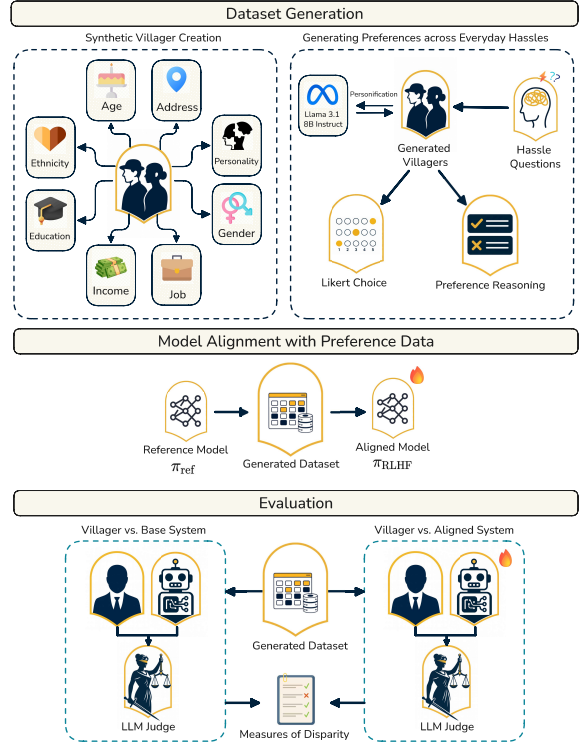 Dataset Generation
Synthetic Villager Creation
Generating Preferences across Everyday Hassles
Age
Address
Ethnicity
Personality
Education
Gender
Income
Job
Llama 3.1
8B Instruct
Personification
Generated
Villagers
??
Hassle
Questions
1 2 3 4 5
Likert Choice
Preference Reasoning
Model Alignment with Preference Data
Reference Model
π_ref
Generated Dataset
Aligned Model
π_RLHF
Evaluation
Villager vs. Base System
Villager vs. Aligned System
Generated Dataset
LLM Judge
Measures of Disparity
LLM Judge